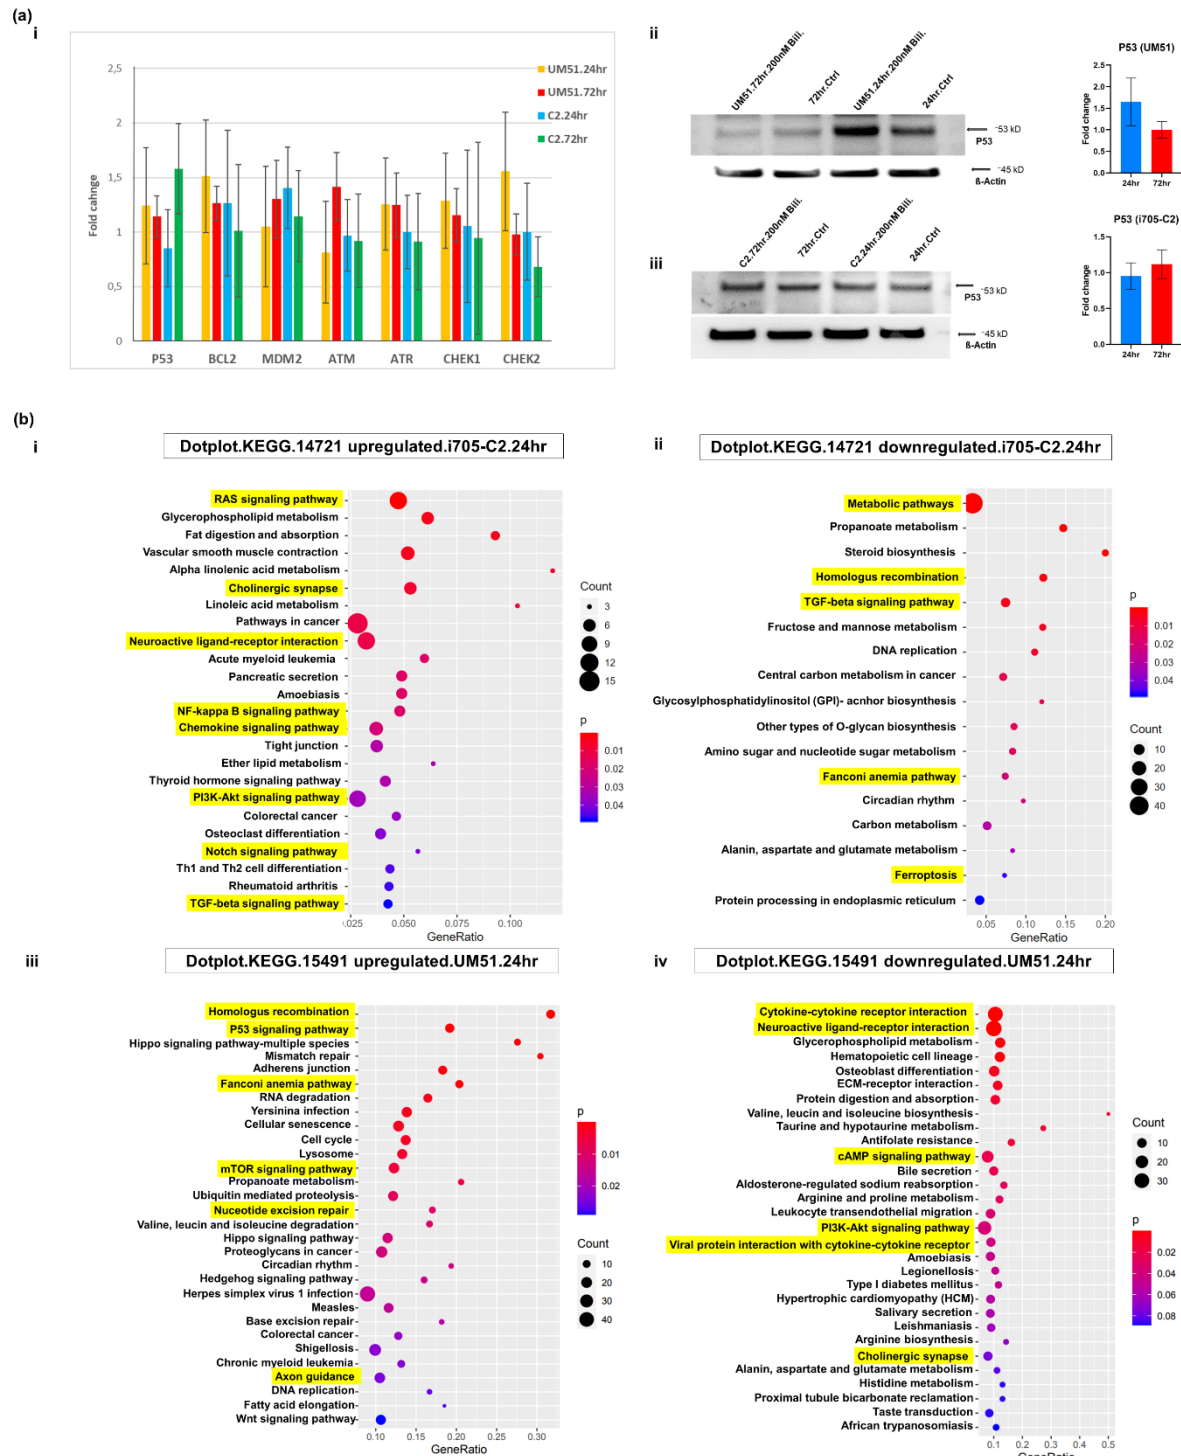 (a)
i
2,5
2
1,5
1
0,5
0
Fold cahnge
UM51.24hr
UM51.72hr
C2.24hr
C2.72hr
P53 BCL2 MDM2 ATM ATR CHEK1 CHEK2
ii
UM51.72hr.200nM Bili.
72hr.Ctrl
UM51.24hr.200nM Bili.
24hr.Ctrl
~53 kD
P53
~45 kD
ß-Actin
P53 (UM51)
Fold change
2.5
2.0
1.5
1.0
0.5
0.0
24hr 72hr
iii
C2.72hr.200nM Bili.
72hr.Ctrl
C2.24hr.200nM Bili.
24hr.Ctrl
~53 kD
P53
~45 kD
ß-Actin
P53 (i705-C2)
Fold change
1.5
1.0
0.5
0.0
24hr 72hr
(b)
i
Dotplot.KEGG.14721 upregulated.i705-C2.24hr
RAS signaling pathway
Glycerophospholipid metabolism
Fat digestion and absorption
Vascular smooth muscle contraction
Alpha linolenic acid metabolism
Cholinergic synapse
Linoleic acid metabolism
Pathways in cancer
Neuroactive ligand-receptor interaction
Acute myeloid leukemia
Pancreatic secretion
Amoebiasis
NF-kappa B signaling pathway
Chemokine signaling pathway
Tight junction
Ether lipid metabolism
Thyroid hormone signaling pathway
PI3K-Akt signaling pathway
Colorectal cancer
Osteoclast differentiation
Notch signaling pathway
Th1 and Th2 cell differentiation
Rheumatoid arthritis
TGF-beta signaling pathway
0.025 0.050 0.075 0.100
GeneRatio
Count
3
6
9
12
15
p
0.01
0.02
0.03
0.04
ii
Dotplot.KEGG.14721 downregulated.i705-C2.24hr
Metabolic pathways
Propanoate metabolism
Steroid biosynthesis
Homologus recombination
TGF-beta signaling pathway
Fructose and mannose metabolism
DNA replication
Central carbon metabolism in cancer
Glycosylphosphatidylinositol (GPI)- acnhor biosynthesis
Other types of O-glycan biosynthesis
Amino sugar and nucleotide sugar metabolism
Fanconi anemia pathway
Circadian rhythm
Carbon metabolism
Alanin, aspartate and glutamate metabolism
Ferroptosis
Protein processing in endoplasmic reticulum
0.05 0.10 0.15 0.20
GeneRatio
p
0.01
0.02
0.03
0.04
Count
10
20
30
40
iii
Dotplot.KEGG.15491 upregulated.UM51.24hr
Homologus recombination
P53 signaling pathway
Hippo signaling pathway-multiple species
Mismatch repair
Adherens junction
Fanconi anemia pathway
RNA degradation
Yersinina infection
Cellular senescence
Cell cycle
Lysosome
mTOR signaling pathway
Propanoate metabolism
Ubiquitin mediated proteolysis
Nuceotide excision repair
Valine, leucin and isoleucine degradation
Hippo signaling pathway
Proteoglycans in cancer
Circadian rhythm
Hedgehog signaling pathway
Herpes simplex virus 1 infection
Measles
Base excision repair
Colorectal cancer
Shigellosis
Chronic myeloid leukemia
Axon guidance
DNA replication
Fatty acid elongation
Wnt signaling pathway
0.10 0.15 0.20 0.25 0.30
GeneRatio
p
0.01
0.02
Count
10
20
30
40
iv
Dotplot.KEGG.15491 downregulated.UM51.24hr
Cytokine-cytokine receptor interaction
Neuroactive ligand-receptor interaction
Glycerophospholipid metabolism
Hematopoietic cell lineage
Osteoblast differentiation
ECM-receptor interaction
Protein digestion and absorption
Valine, leucin and isoleucine biosynthesis
Taurine and hypotaurine metabolism
Antifolate resistance
cAMP signaling pathway
Bile secretion
Aldosterone-regulated sodium reabsorption
Arginine and proline metabolism
Leukocyte transendothelial migration
PI3K-Akt signaling pathway
Viral protein interaction with cytokine-cytokine receptor
Amoebiasis
Legionellosis
Type I diabetes mellitus
Hypertrophic cardiomyopathy (HCM)
Salivary secretion
Leishmaniasis
Arginine biosynthesis
Cholinergic synapse
Alanin, aspartate and glutamate metabolism
Histidine metabolism
Proximal tubule bicarbonate reclamation
Taste transduction
African trypanosomiasis
0.1 0.2 0.3 0.4 0.5
GeneRatio
Count
10
20
30
p
0.02
0.04
0.06
0.08